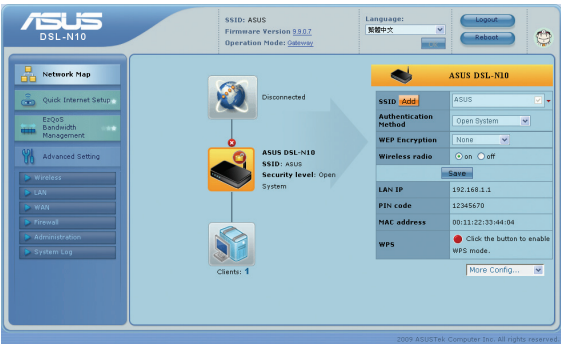 ASUS
DSL-N10
SSID: ASUS
Firmware Version 9.9.0.7
Operation Mode: Gateway
Language:
繁體中文
Logout
Reboot
Network Map
Quick Internet Setup
EzQoS
Bandwidth
Management
Advanced Setting
Wireless
LAN
WAN
Firewall
Administration
System Log
Disconnected
ASUS DSL-N10
SSID: ASUS
Security level: Open
System
Clients: 1
ASUS DSL-N10
SSID Add ASUS
Authentication
Method Open System
WEP Encryption None
Wireless radio on off
Save
LAN IP 192.168.1.1
PIN code 12345670
MAC address 00:11:22:33:44:04
WPS Click the button to enable
WPS mode.
More Config...
2009 ASUSTek Computer Inc. All rights reserved.